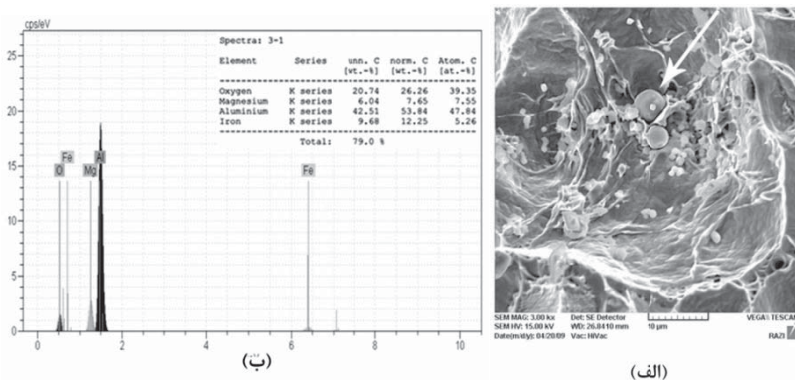 cps/eV
25
20
15
10
5
0
Spectra: 3-1
Element Series unn. C norm. C Atom. C
[wt.-%] [wt.-%] [at.-%]
Oxygen K series 20.74 26.26 39.35
Magnesium K series 6.04 7.65 7.55
Aluminium K series 42.51 53.84 47.84
Iron K series 9.68 12.25 5.26
Total: 79.0 %
Fe
O
Mg
Al
Fe
0 2 4 6 8 10
(ب)
SEM MAG: 3.00 kx Det: SE Detector
SEM HV: 15.00 kV WD: 26.8410 mm
Date(m/d/y): 04/20/09 Vac: HiVac
10 µm
VEGA\\ TESCAN
RAZI
(الف)